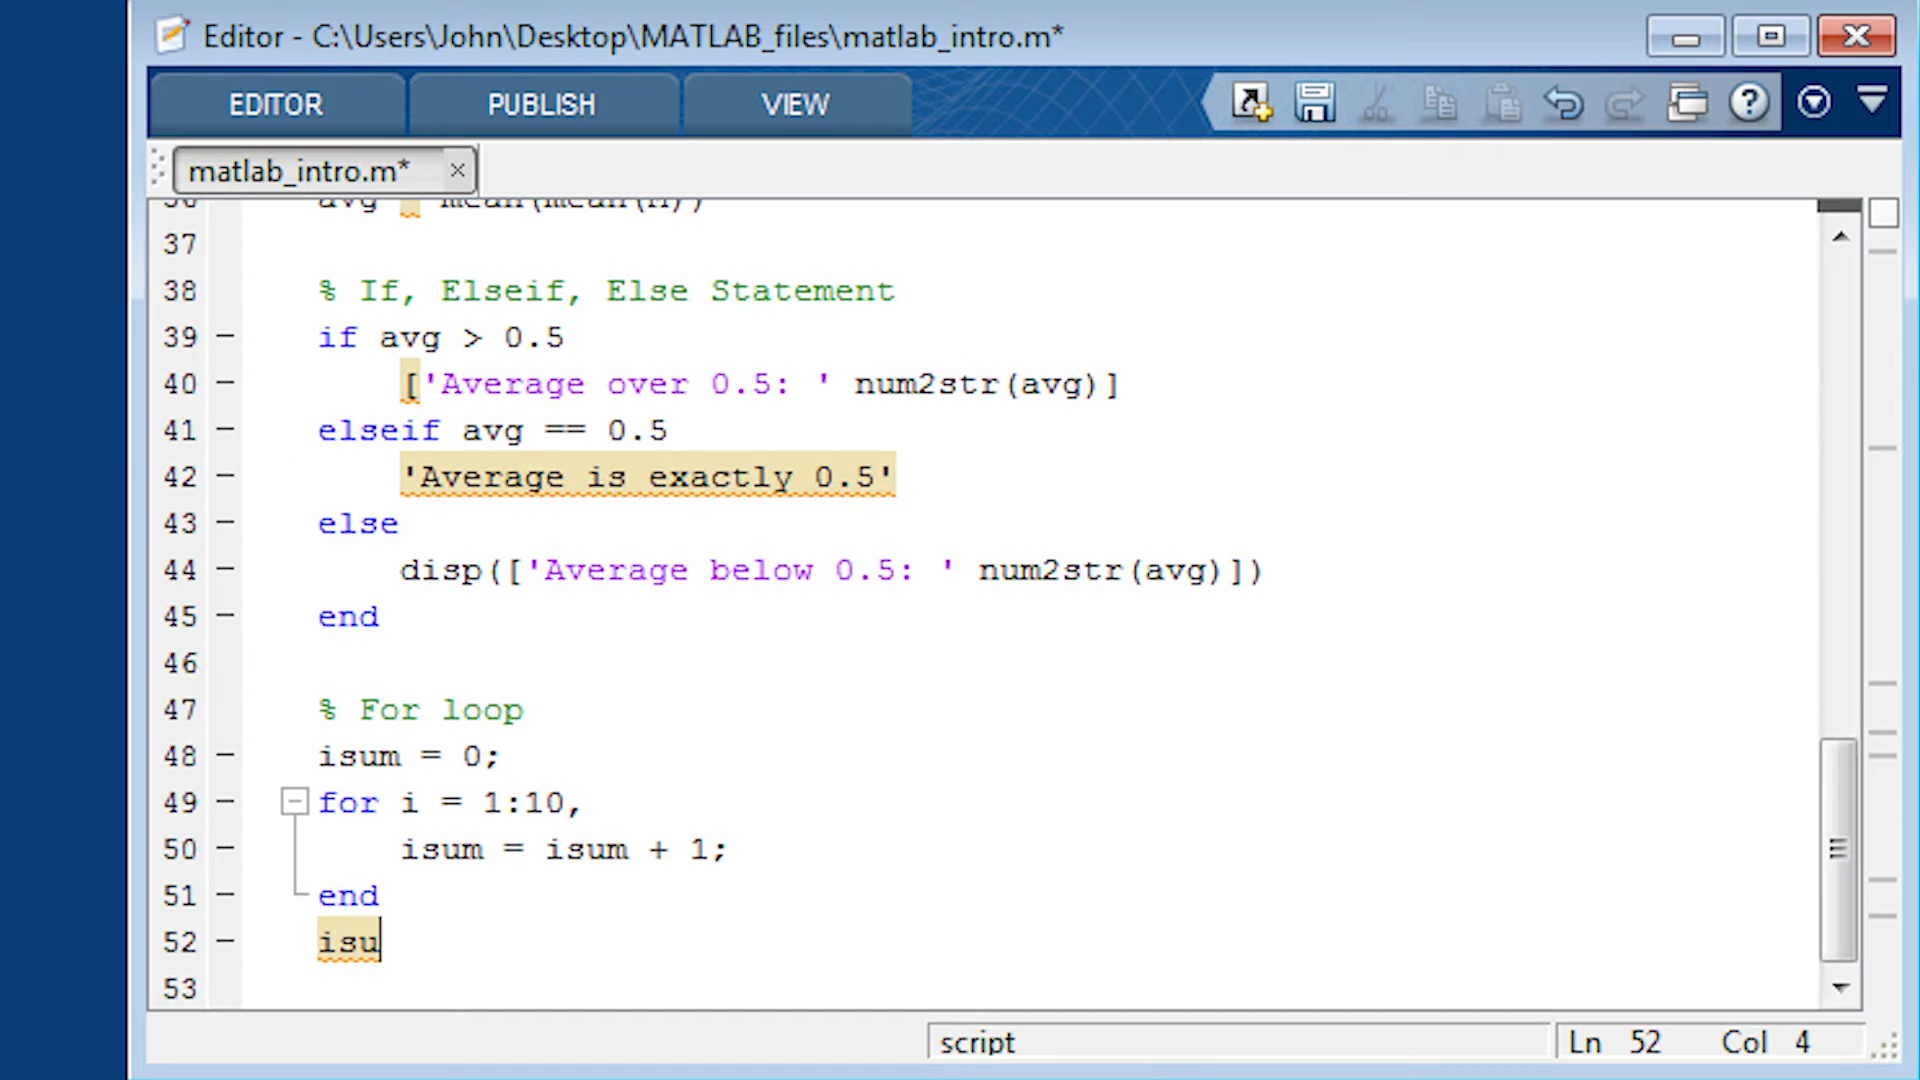 Editor - C:\Users\John\Desktop\MATLAB_files\matlab_intro.m*
EDITOR PUBLISH VIEW
matlab_intro.m* ×
36 avg = mean(mean(
37
38 % If, Elseif, Else Statement
39 – if avg > 0.5
40 – ['Average over 0.5: ' num2str(avg)]
41 – elseif avg == 0.5
42 – 'Average is exactly 0.5'
43 – else
44 – disp(['Average below 0.5: ' num2str(avg)])
45 – end
46
47 % For loop
48 – isum = 0;
49 – for i = 1:10,
50 – isum = isum + 1;
51 – end
52 – isu
53
script Ln 52 Col 4